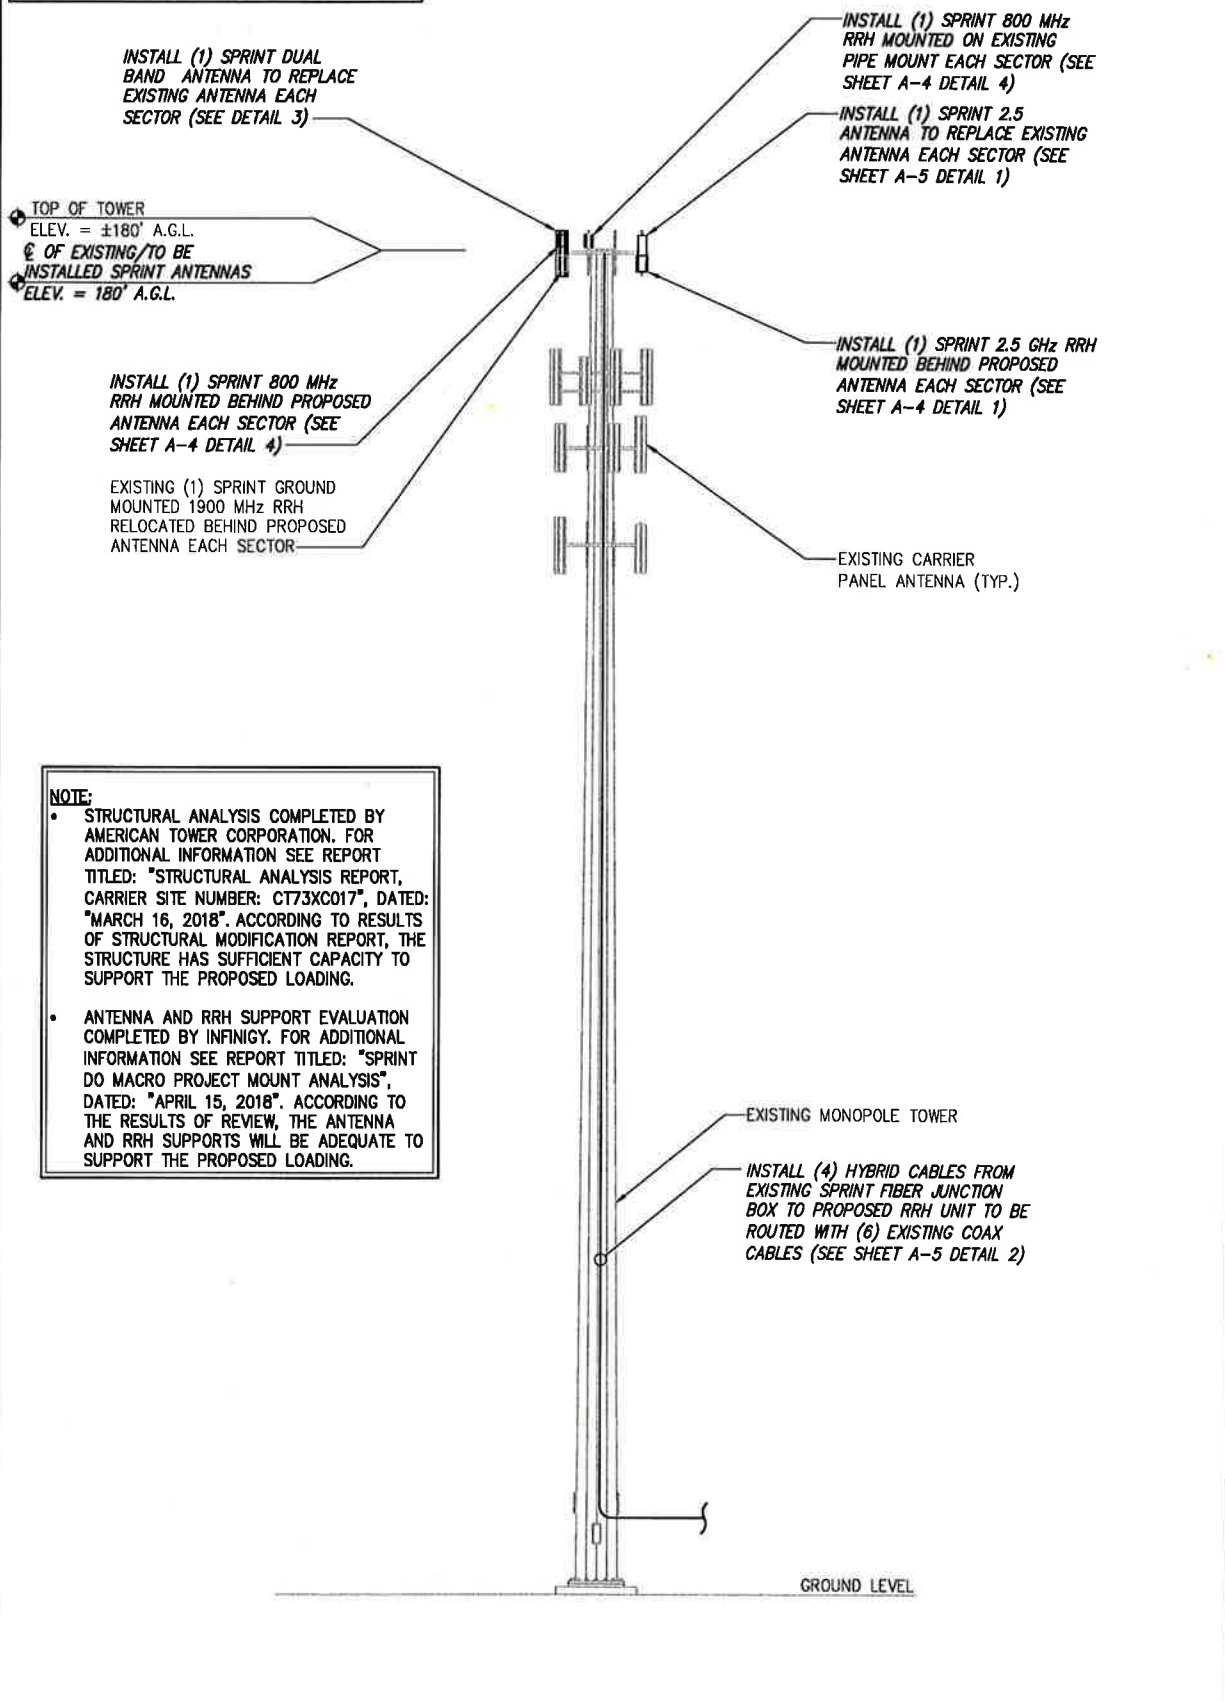 INSTALL (1) SPRINT DUAL
BAND ANTENNA TO REPLACE
EXISTING ANTENNA EACH
SECTOR (SEE DETAIL 3)
INSTALL (1) SPRINT 800 MHz
RRH MOUNTED ON EXISTING
PIPE MOUNT EACH SECTOR (SEE
SHEET A-4 DETAIL 4)
INSTALL (1) SPRINT 2.5
ANTENNA TO REPLACE EXISTING
ANTENNA EACH SECTOR (SEE
SHEET A-5 DETAIL 1)
TOP OF TOWER
ELEV. = ±180' A.G.L.
℄ OF EXISTING/TO BE
INSTALLED SPRINT ANTENNAS
ELEV. = 180' A.G.L.
INSTALL (1) SPRINT 2.5 GHz RRH
MOUNTED BEHIND PROPOSED
ANTENNA EACH SECTOR (SEE
SHEET A-4 DETAIL 1)
INSTALL (1) SPRINT 800 MHz
RRH MOUNTED BEHIND PROPOSED
ANTENNA EACH SECTOR (SEE
SHEET A-4 DETAIL 4)
EXISTING (1) SPRINT GROUND
MOUNTED 1900 MHz RRH
RELOCATED BEHIND PROPOSED
ANTENNA EACH SECTOR
EXISTING CARRIER
PANEL ANTENNA (TYP.)
NOTE:
• STRUCTURAL ANALYSIS COMPLETED BY
AMERICAN TOWER CORPORATION. FOR
ADDITIONAL INFORMATION SEE REPORT
TITLED: "STRUCTURAL ANALYSIS REPORT,
CARRIER SITE NUMBER: CT73XC017", DATED:
"MARCH 16, 2018". ACCORDING TO RESULTS
OF STRUCTURAL MODIFICATION REPORT, THE
STRUCTURE HAS SUFFICIENT CAPACITY TO
SUPPORT THE PROPOSED LOADING.
• ANTENNA AND RRH SUPPORT EVALUATION
COMPLETED BY INFINIGY. FOR ADDITIONAL
INFORMATION SEE REPORT TITLED: "SPRINT
DO MACRO PROJECT MOUNT ANALYSIS",
DATED: "APRIL 15, 2018". ACCORDING TO
THE RESULTS OF REVIEW, THE ANTENNA
AND RRH SUPPORTS WILL BE ADEQUATE TO
SUPPORT THE PROPOSED LOADING.
EXISTING MONOPOLE TOWER
INSTALL (4) HYBRID CABLES FROM
EXISTING SPRINT FIBER JUNCTION
BOX TO PROPOSED RRH UNIT TO BE
ROUTED WITH (6) EXISTING COAX
CABLES (SEE SHEET A-5 DETAIL 2)
GROUND LEVEL